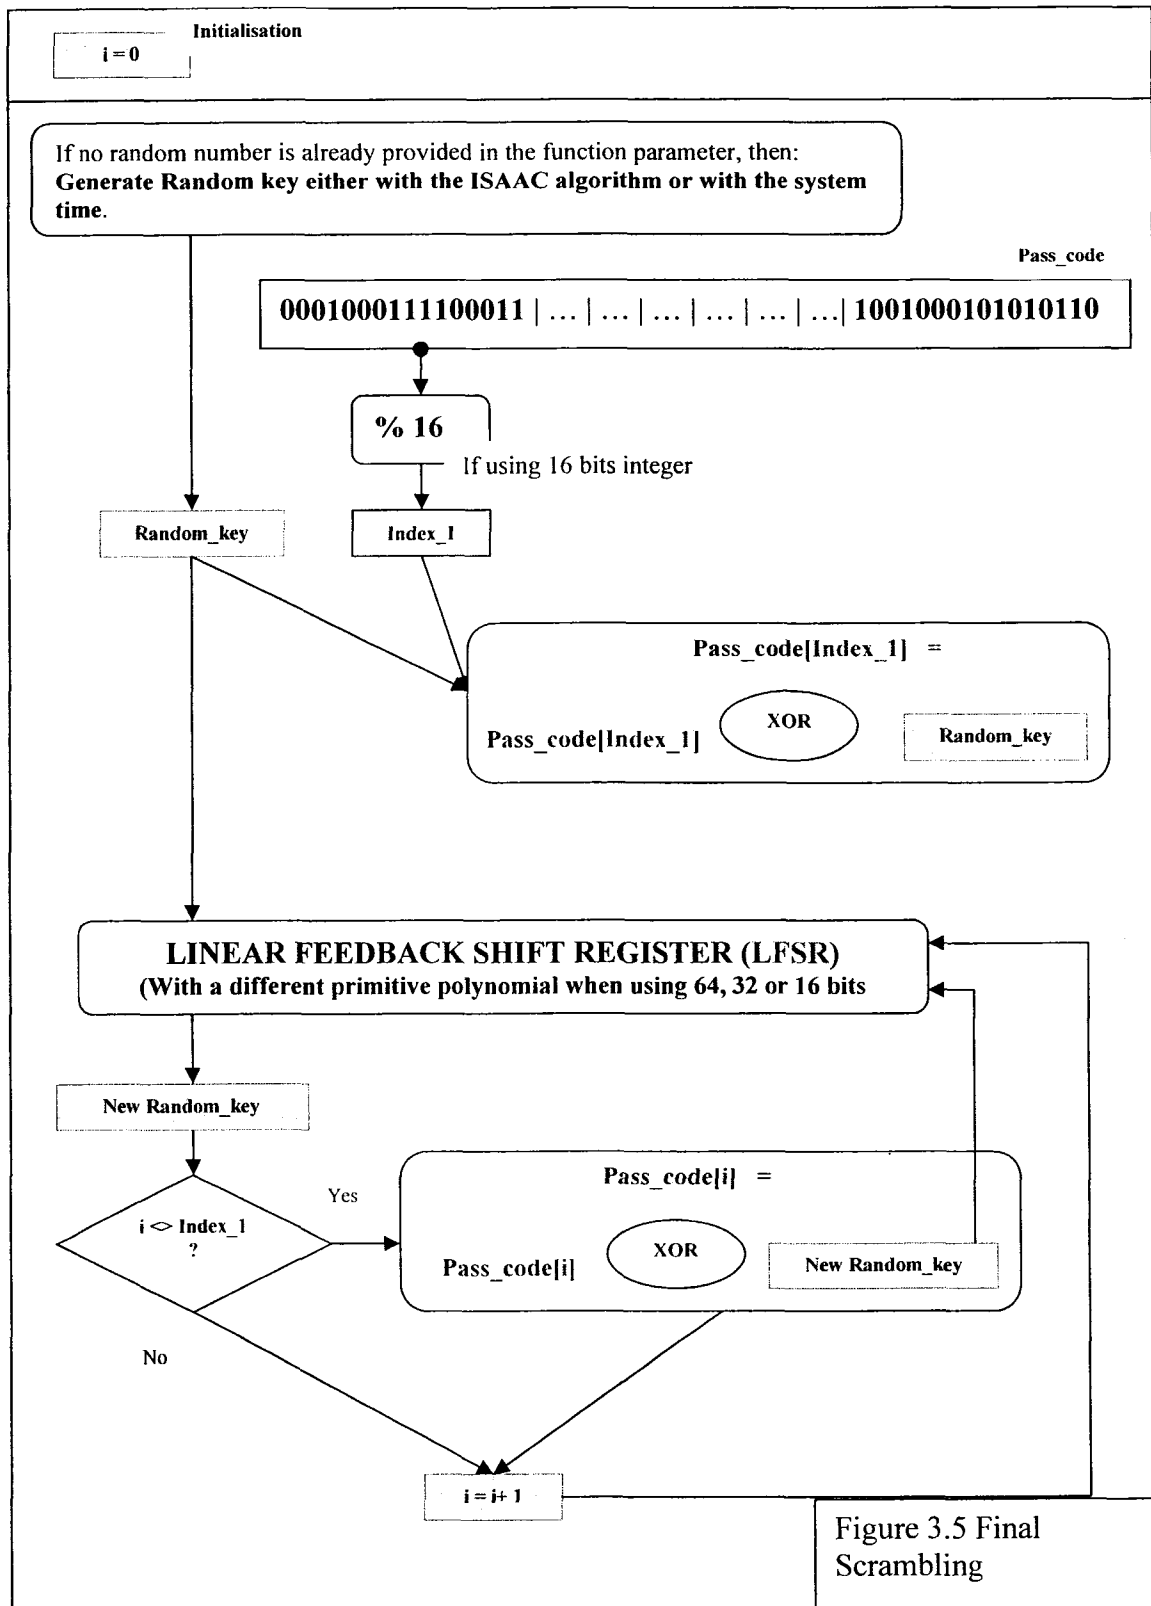 Initialisation
i = 0
If no random number is already provided in the function parameter, then:
Generate Random key either with the ISAAC algorithm or with the system
time.
Pass_code
0001000111100011 | ... | ... | ... | ... | ... | ...| 1001000101010110
% 16
If using 16 bits integer
Random_key
Index_1
Pass_code[Index_1] =
Pass_code[Index_1]
XOR
Random_key
LINEAR FEEDBACK SHIFT REGISTER (LFSR)
(With a different primitive polynomial when using 64, 32 or 16 bits
New Random_key
i <> Index_1
?
Yes
No
Pass_code[i] =
Pass_code[i]
XOR
New Random_key
i = i+ 1
Figure 3.5 Final
Scrambling